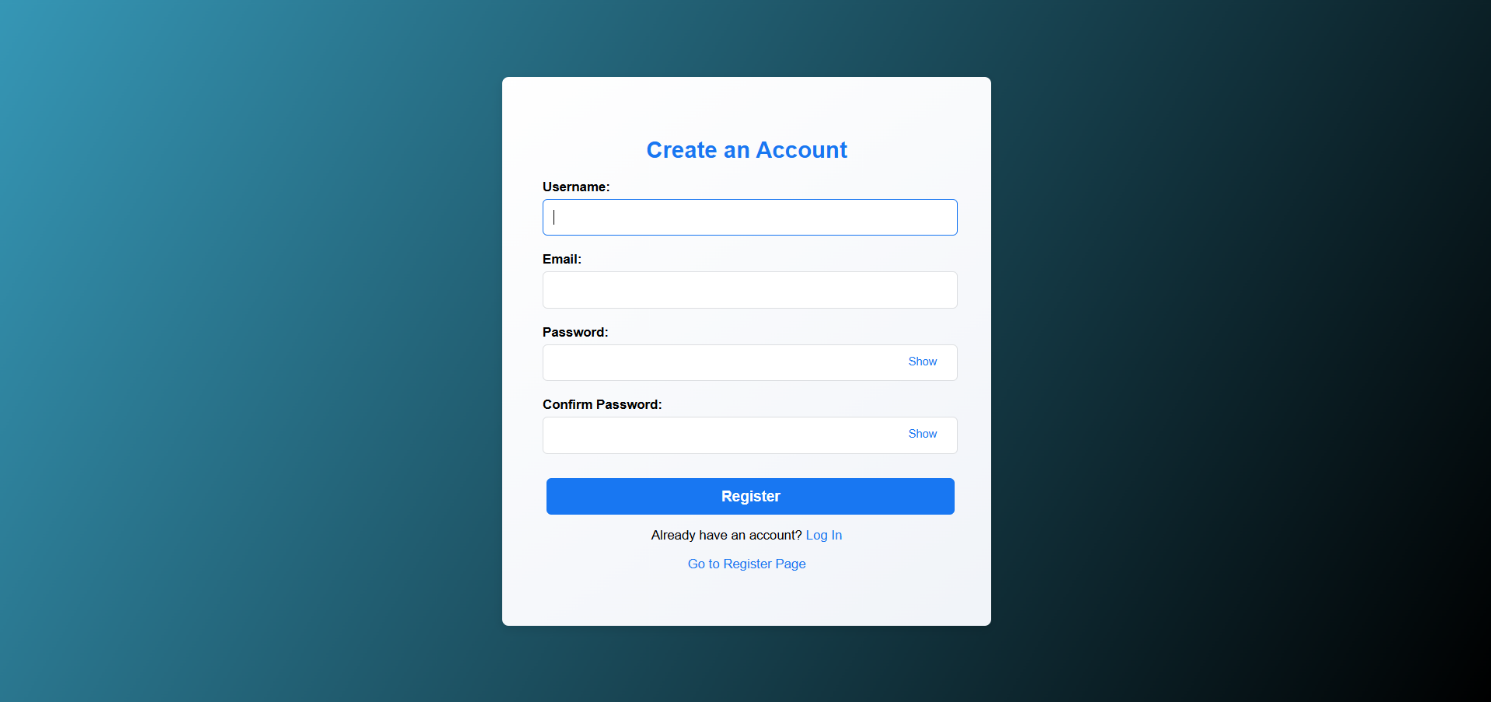 Create an Account
Username:
Email:
Password:
Show
Confirm Password:
Show
Register
Already have an account? Log In
Go to Register Page